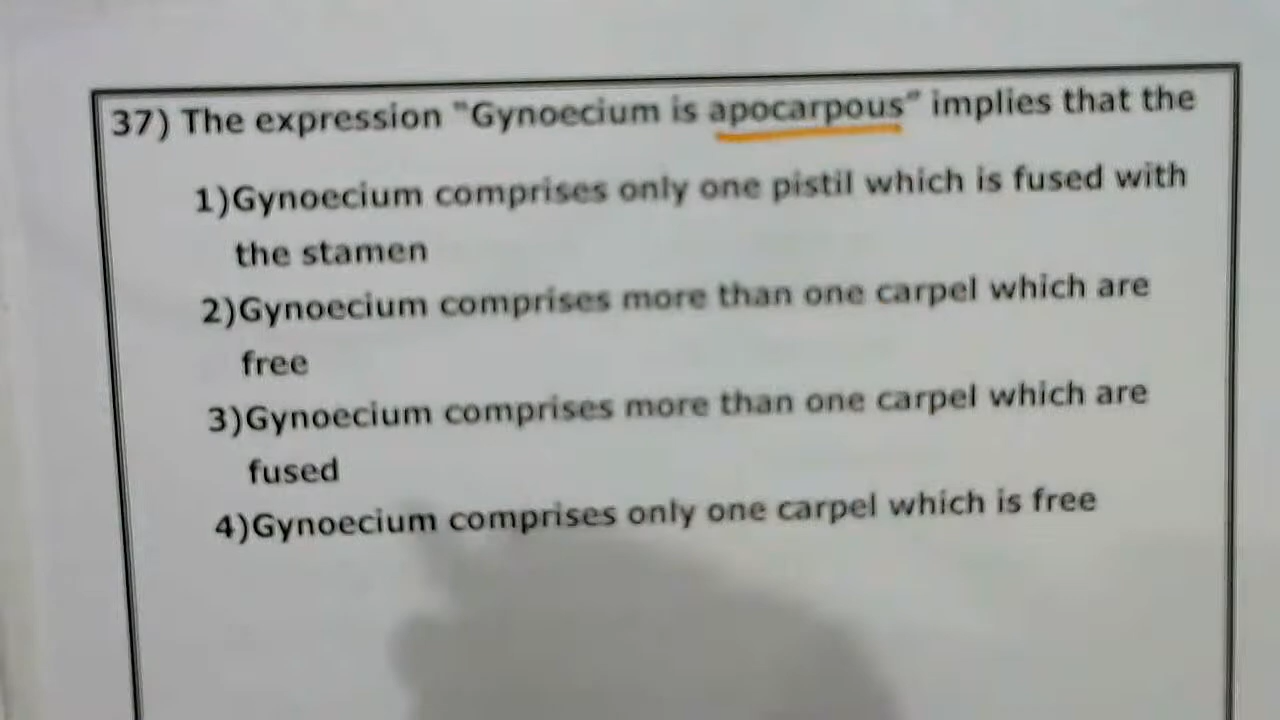 37) The expression "Gynoecium is apocarpous" implies that the
1)Gynoecium comprises only one pistil which is fused with
the stamen
2)Gynoecium comprises more than one carpel which are
free
3)Gynoecium comprises more than one carpel which are
fused
4)Gynoecium comprises only one carpel which is free